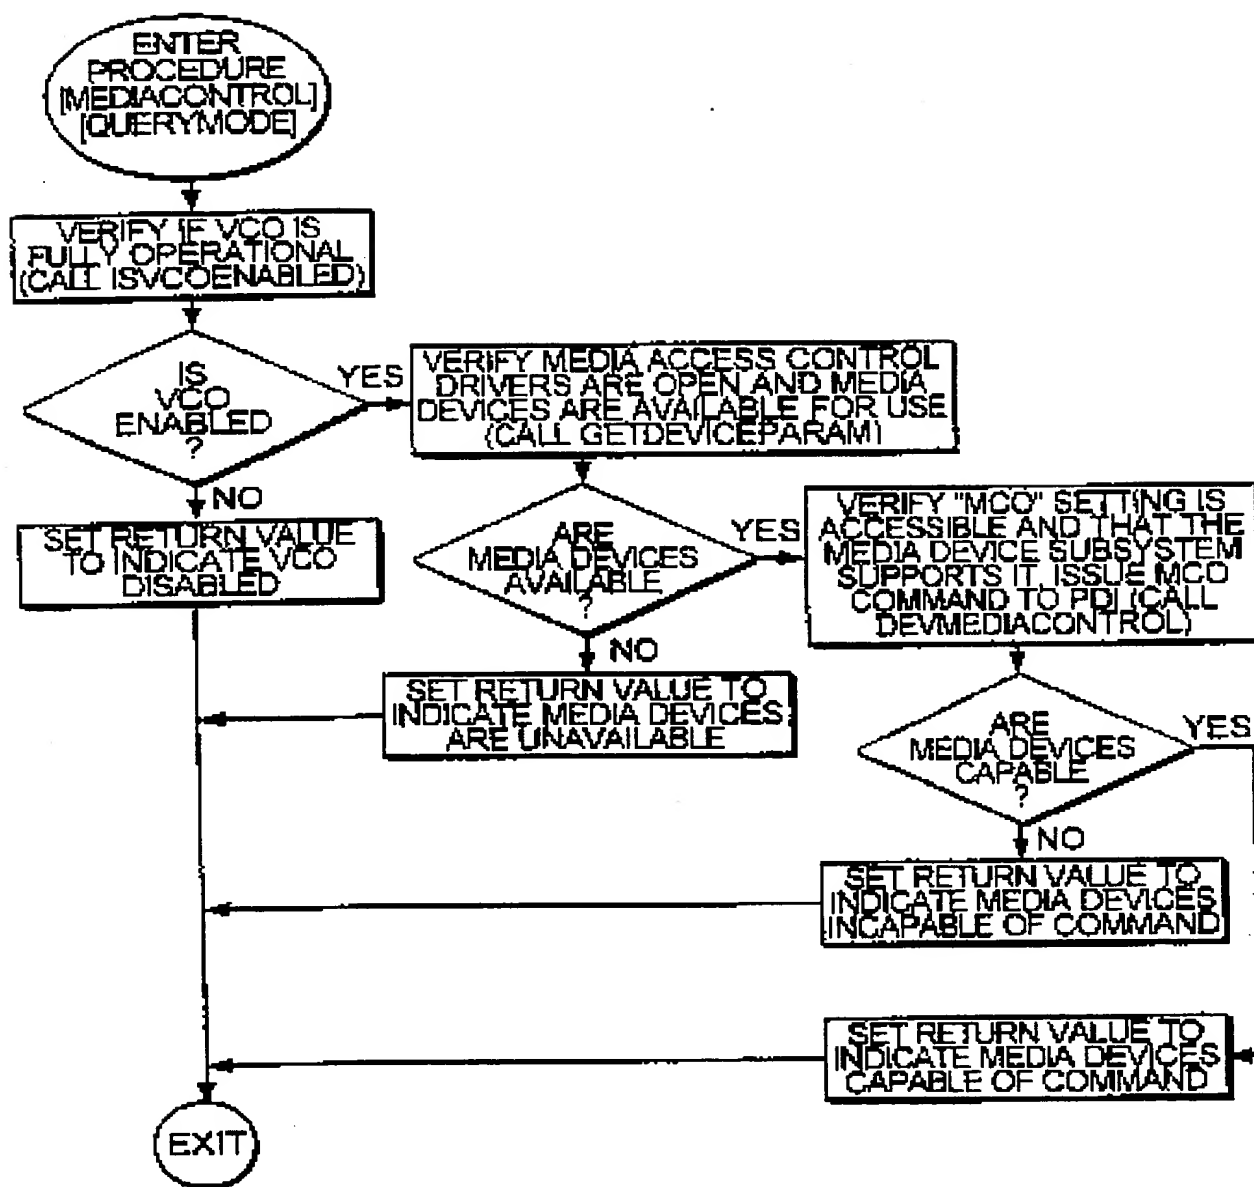 ENTER
PROCEDURE
[MEDIACONTROL]
[QUERYMODE]
VERIFY IF VCO IS
FULLY OPERATIONAL
(CALL ISVCOENABLED)
IS
VCO
ENABLED
?
YES
NO
SET RETURN VALUE
TO INDICATE VCO
DISABLED
VERIFY MEDIA ACCESS CONTROL
DRIVERS ARE OPEN AND MEDIA
DEVICES ARE AVAILABLE FOR USE
(CALL GETDEVICEPARAM)
ARE
MEDIA DEVICES
AVAILABLE
?
YES
NO
SET RETURN VALUE TO
INDICATE MEDIA DEVICES
ARE UNAVAILABLE
VERIFY "MCO" SETTING IS
ACCESSIBLE AND THAT THE
MEDIA DEVICE SUBSYSTEM
SUPPORTS IT, ISSUE MCO
COMMAND TO PDI (CALL
DEVMEDIACONTROL)
ARE
MEDIA DEVICES
CAPABLE
?
YES
NO
SET RETURN VALUE TO
INDICATE MEDIA DEVICES
INCAPABLE OF COMMAND
SET RETURN VALUE TO
INDICATE MEDIA DEVICES
CAPABLE OF COMMAND
EXIT